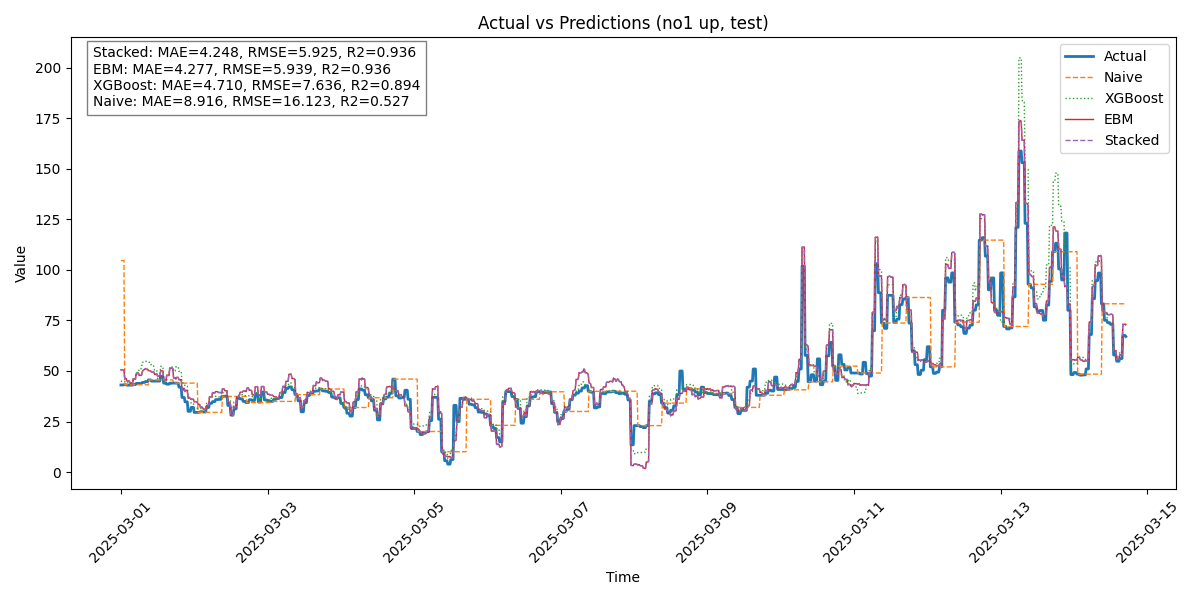 Actual vs Predictions (no1 up, test)
Stacked: MAE=4.248, RMSE=5.925, R2=0.936
EBM: MAE=4.277, RMSE=5.939, R2=0.936
XGBoost: MAE=4.710, RMSE=7.636, R2=0.894
Naive: MAE=8.916, RMSE=16.123, R2=0.527
Actual
Naive
XGBoost
EBM
Stacked
Value
200
175
150
125
100
75
50
25
0
2025-03-01
2025-03-03
2025-03-05
2025-03-07
2025-03-09
2025-03-11
2025-03-13
2025-03-15
Time